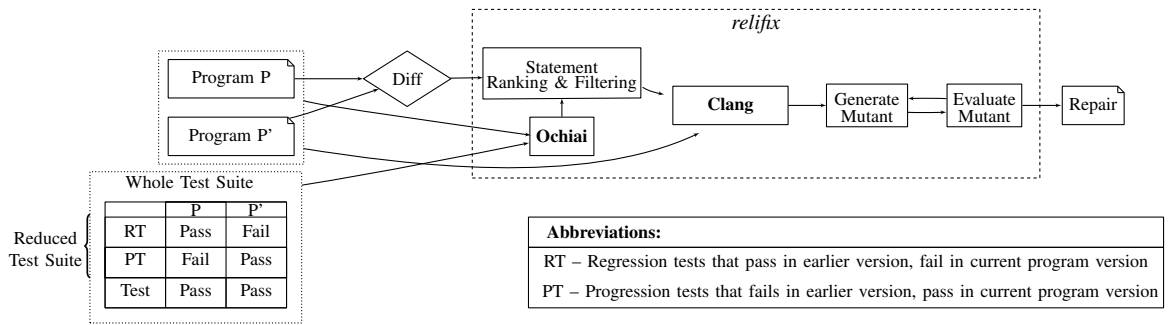 relifix
Program P
Program P’
Diff
Statement
Ranking & Filtering
Ochiai
Clang
Generate
Mutant
Evaluate
Mutant
Repair
Whole Test Suite
P P’
RT Pass Fail
PT Fail Pass
Test Pass Pass
Reduced
Test Suite
Abbreviations:
RT – Regression tests that pass in earlier version, fail in current program version
PT – Progression tests that fails in earlier version, pass in current program version